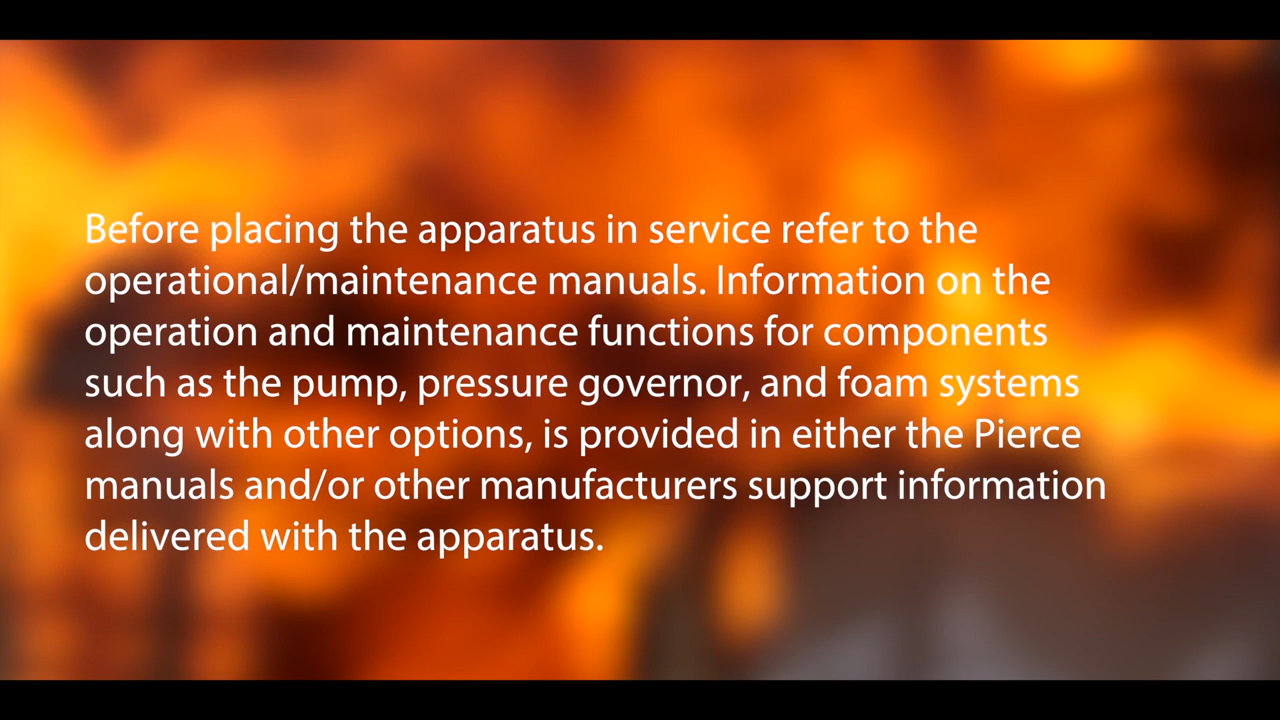 Before placing the apparatus in service refer to the
operational/maintenance manuals. Information on the
operation and maintenance functions for components
such as the pump, pressure governor, and foam systems
along with other options, is provided in either the Pierce
manuals and/or other manufacturers support information
delivered with the apparatus.